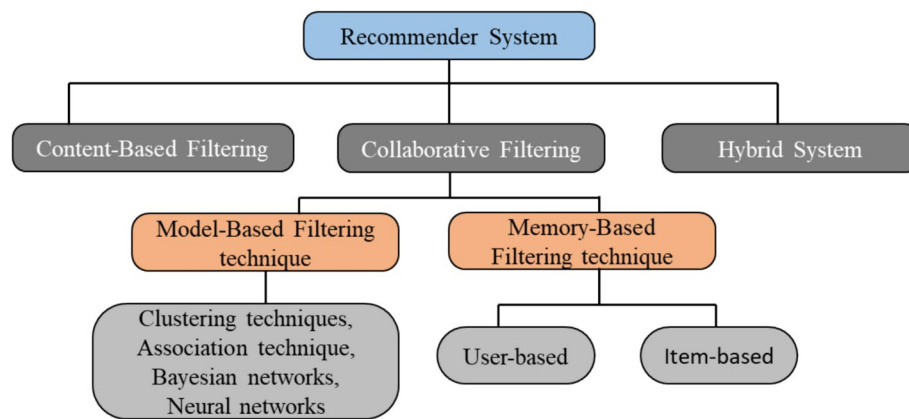 Recommender System
Content-Based Filtering
Collaborative Filtering
Hybrid System
Model-Based Filtering
technique
Memory-Based
Filtering technique
Clustering techniques,
Association technique,
Bayesian networks,
Neural networks
User-based
Item-based